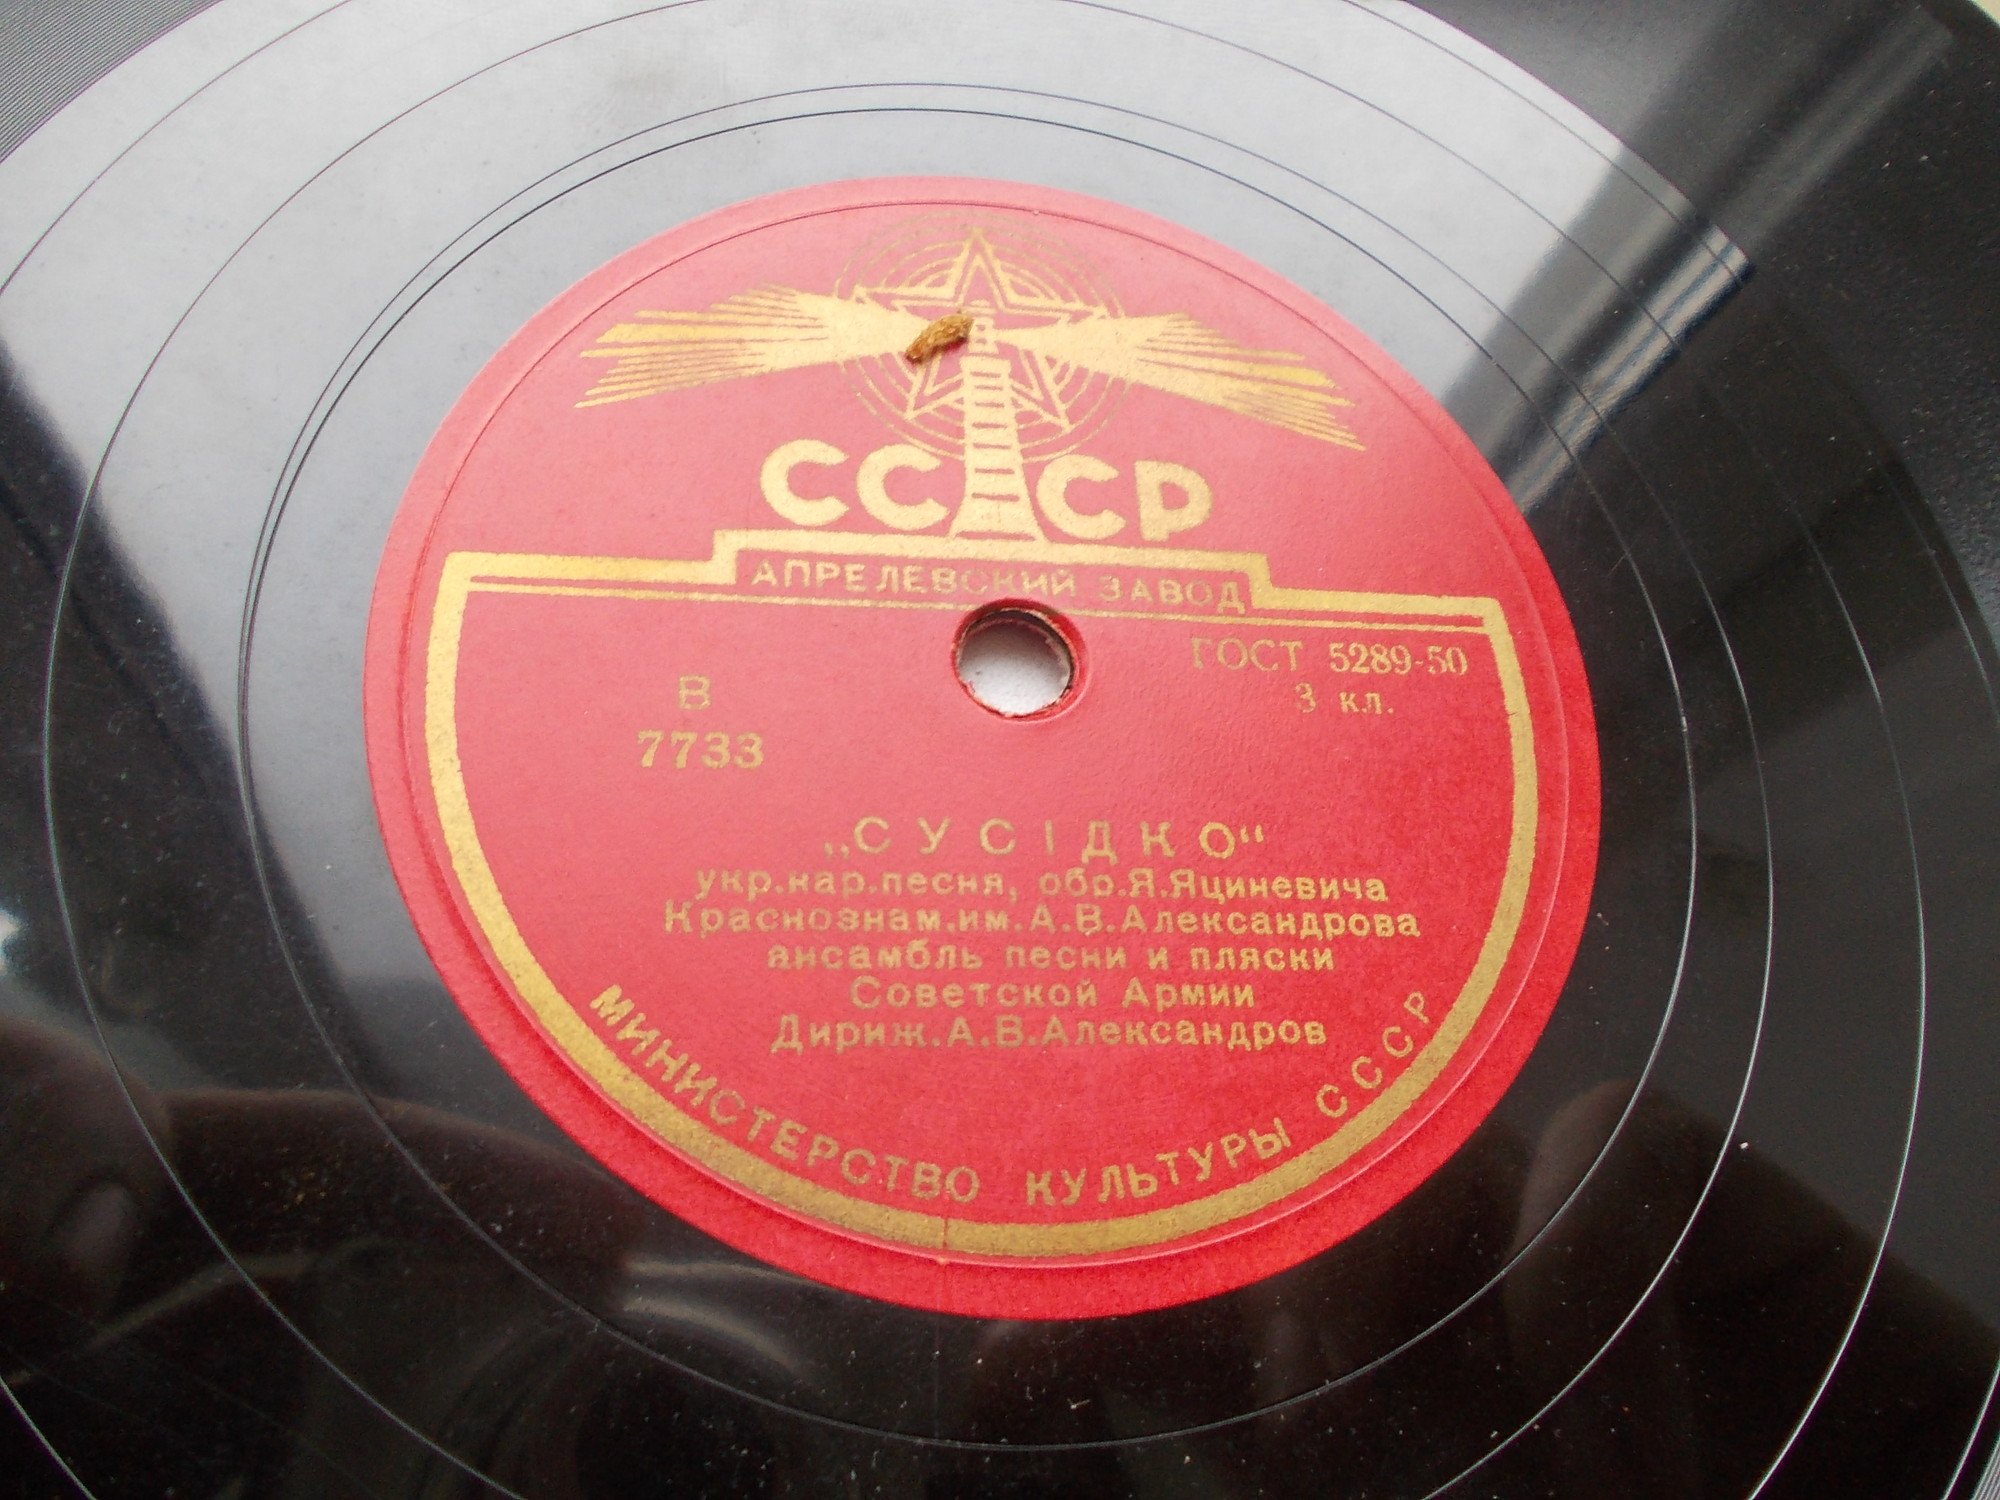 СССР
АПРЕЛЕВСКИЙ ЗАВОД
ГОСТ 5289-50
3 кл.
В
7733
„СУСІДКО“
укр.нар.песня, обр.Я.Яциневича
Краснознам.им.А.В.Александрова
ансамбль песни и пляски
Советской Армии
Дириж.А.В.Александров
МИНИСТЕРСТВО КУЛЬТУРЫ СССР